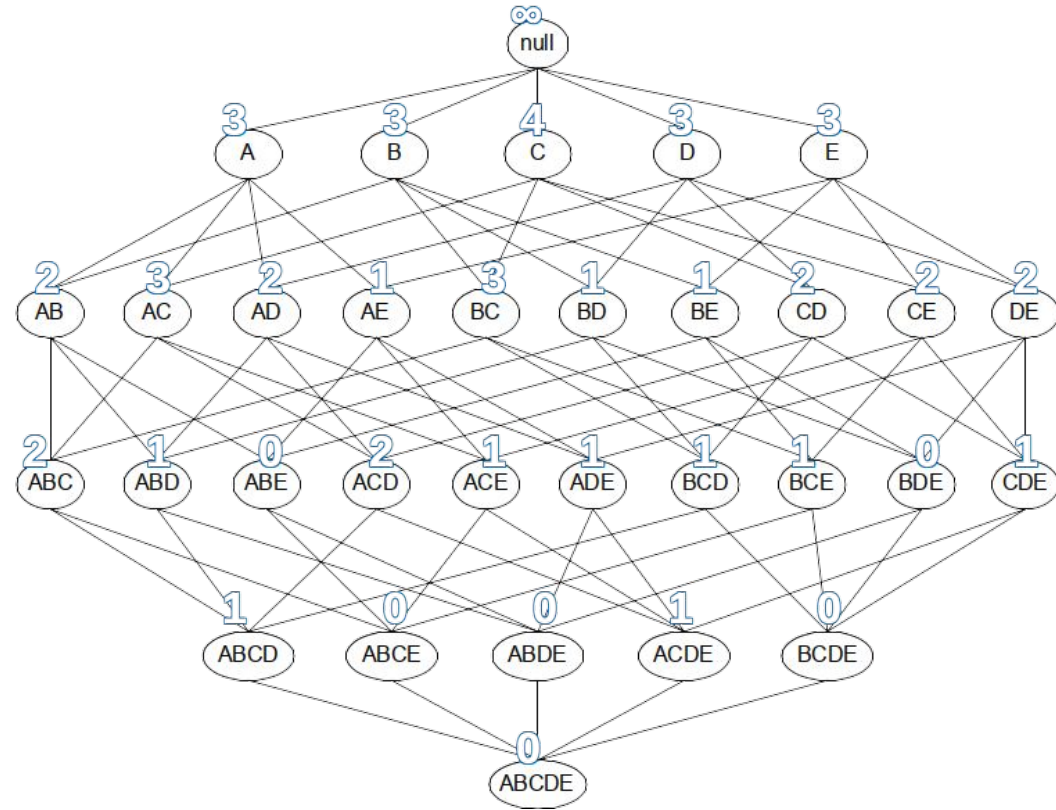 ∞
null
3 3 4 3 3
A B C D E
2 3 2 1 3 1 1 2 2 2
AB AC AD AE BC BD BE CD CE DE
2 1 0 2 1 1 1 1 0 1
ABC ABD ABE ACD ACE ADE BCD BCE BDE CDE
1 0 0 1 0
ABCD ABCE ABDE ACDE BCDE
0
ABCDE